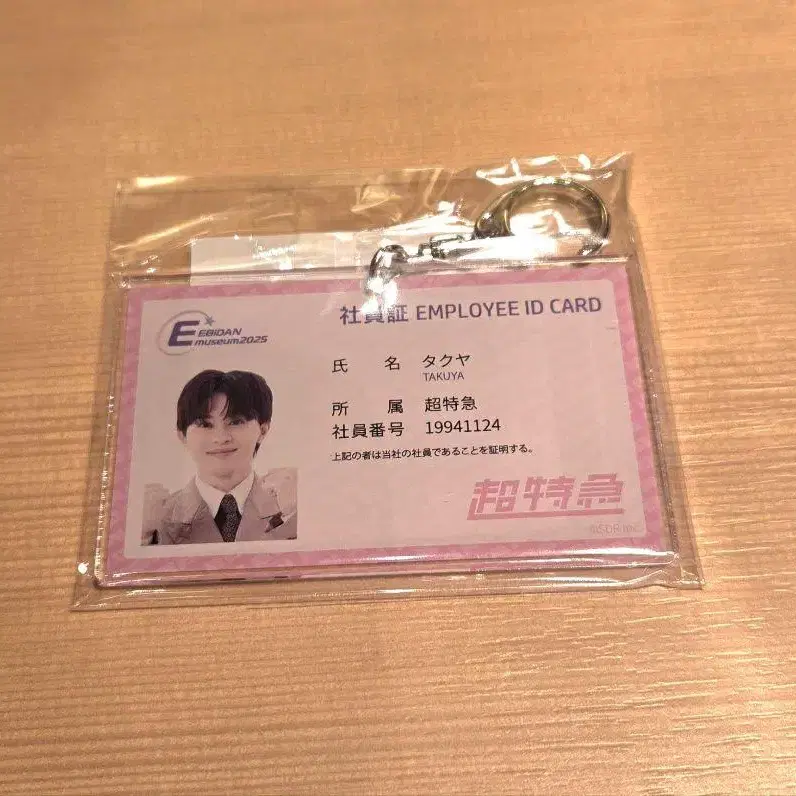 EBIDAN
museum2025
社員証 EMPLOYEE ID CARD
氏 名 タクヤ
TAKUYA
所 属 超特急
社員番号 19941124
上記の者は当社の社員であることを証明する。
超特急
©SDR Inc.